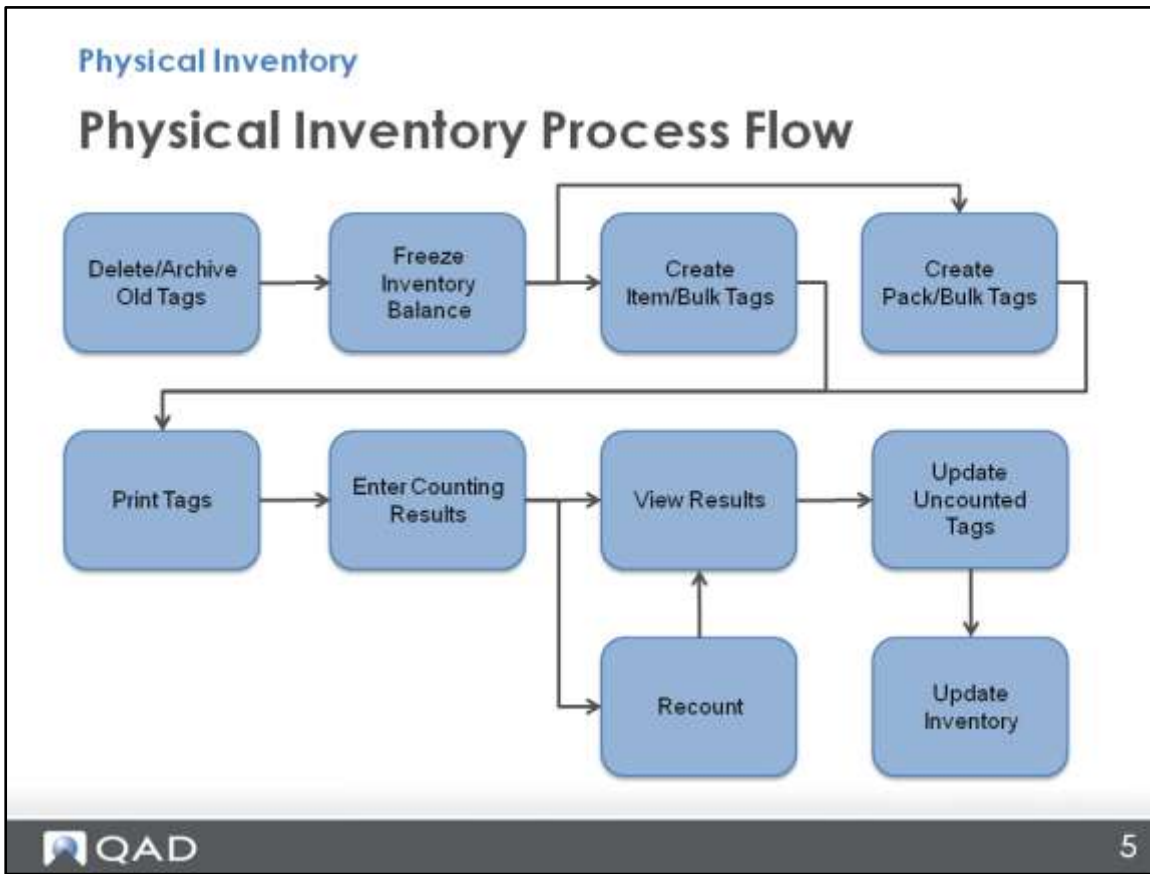 Physical Inventory
Physical Inventory Process Flow
Delete/Archive
Old Tags
Freeze
Inventory
Balance
Create
Item/Bulk Tags
Create
Pack/Bulk Tags
Print Tags
Enter Counting
Results
View Results
Update
Uncounted
Tags
Recount
Update
Inventory
QAD
5